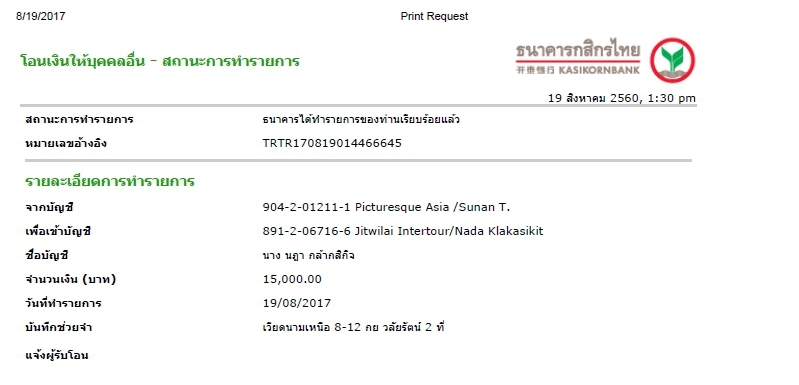 8/19/2017 Print Request
ธนาคารกสิกรไทย
开泰银行 KASIKORNBANK
โอนเงินให้บุคคลอื่น - สถานะการทำรายการ
19 สิงหาคม 2560, 1:30 pm
สถานะการทำรายการ ธนาคารได้ทำรายการของท่านเรียบร้อยแล้ว
หมายเลขอ้างอิง TRTR170819014466645
รายละเอียดการทำรายการ
จากบัญชี 904-2-01211-1 Picturesque Asia /Sunan T.
เพื่อเข้าบัญชี 891-2-06716-6 Jitwilai Intertour/Nada Klakasikit
ชื่อบัญชี นาง นฎา กล้ากสิกิจ
จำนวนเงิน (บาท) 15,000.00
วันที่ทำรายการ 19/08/2017
บันทึกช่วยจำ เวียดนามเหนือ 8-12 กย วลัยรัตน์ 2 ที่
แจ้งผู้รับโอน